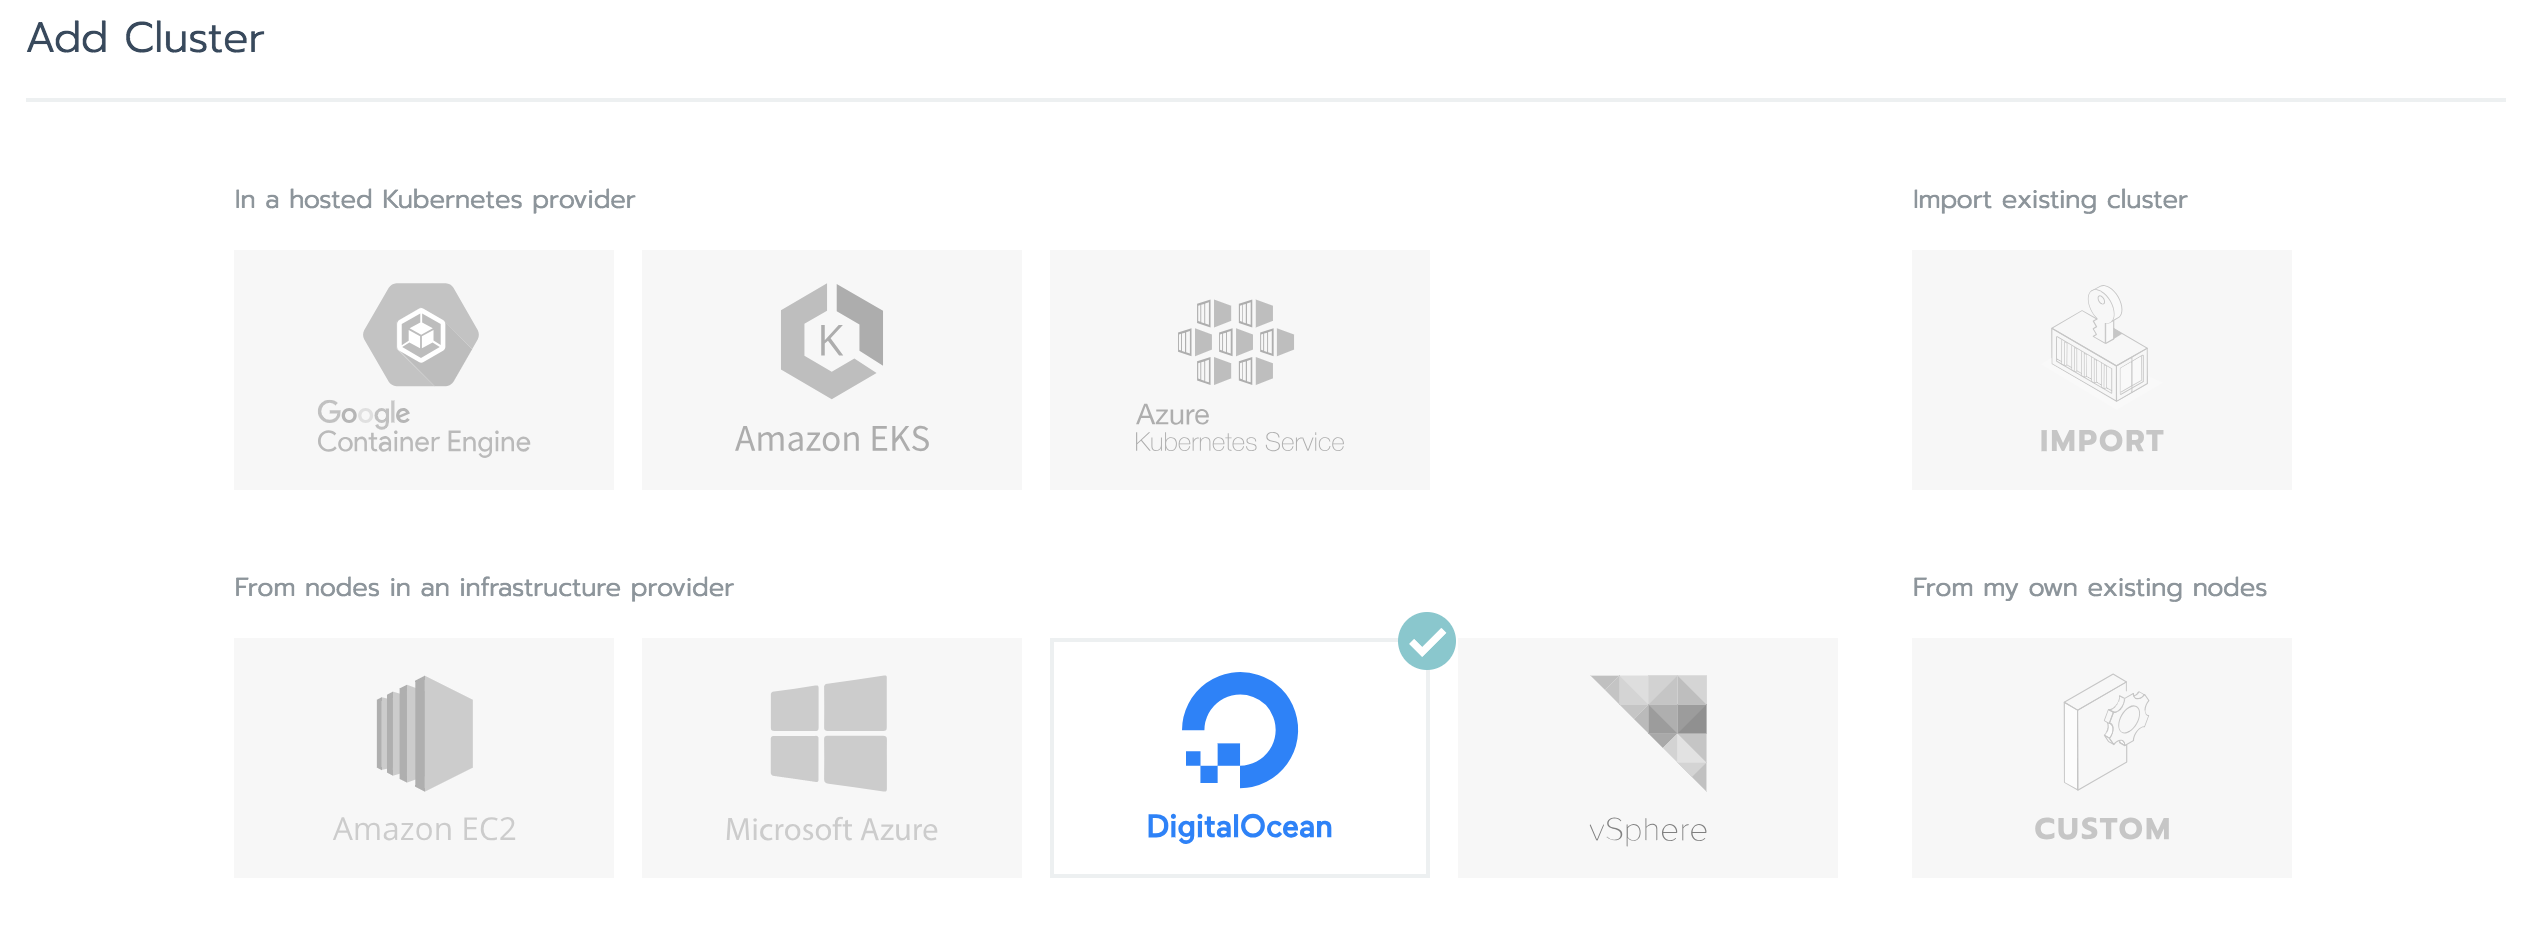 Add Cluster
In a hosted Kubernetes provider
Import existing cluster
Google
Container Engine
K
Amazon EKS
Azure
Kubernetes Service
IMPORT
From nodes in an infrastructure provider
From my own existing nodes
Amazon EC2
Microsoft Azure
DigitalOcean
vSphere
CUSTOM